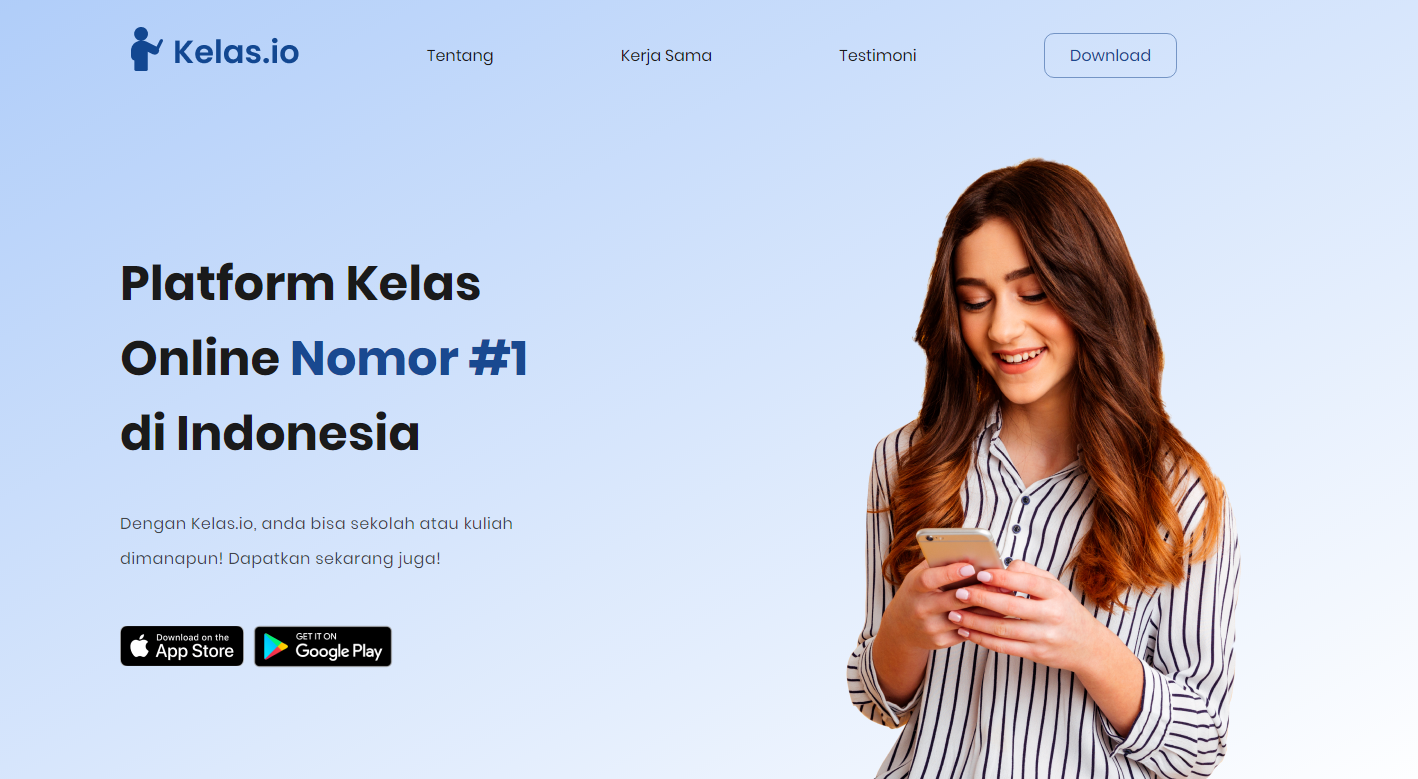 Kelas.io
Tentang
Kerja Sama
Testimoni
Download
Platform Kelas
Online Nomor #1
di Indonesia
Dengan Kelas.io, anda bisa sekolah atau kuliah
dimanapun! Dapatkan sekarang juga!
Download on the
App Store
GET IT ON
Google Play